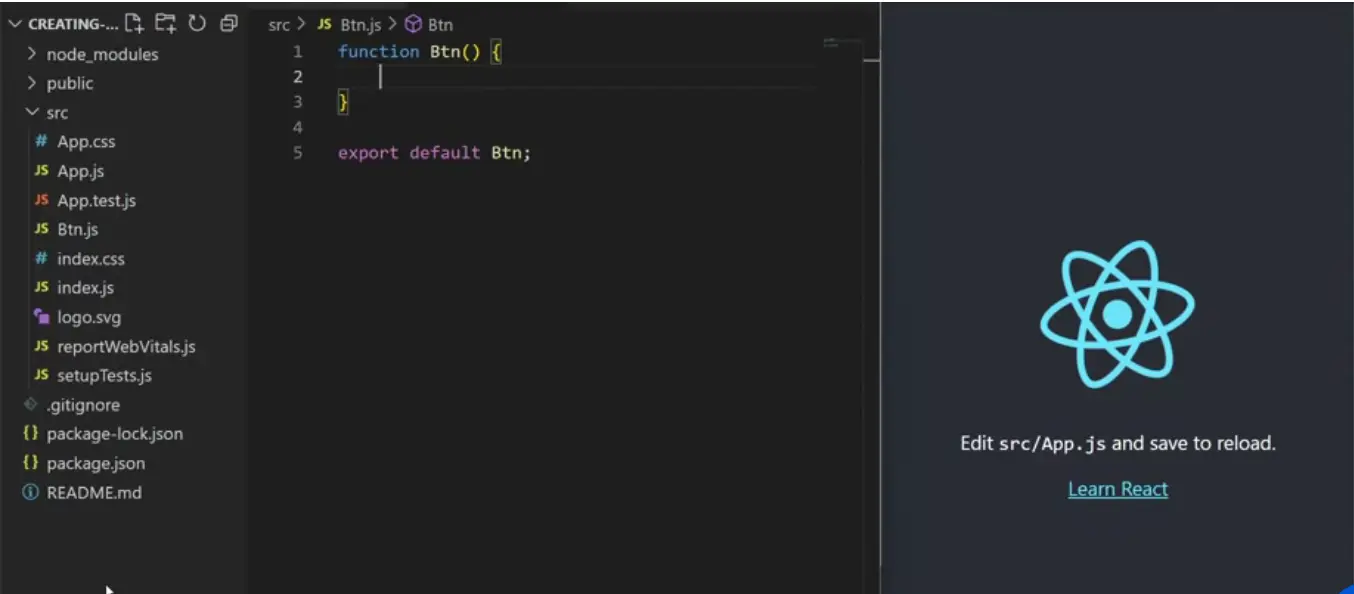 CREATING-...
node_modules
public
src
# App.css
JS App.js
JS App.test.js
JS Btn.js
# index.css
JS index.js
logo.svg
JS reportWebVitals.js
JS setupTests.js
.gitignore
{} package-lock.json
{} package.json
README.md
src > JS Btn.js > Btn
1 function Btn() {
2
3 }
4
5 export default Btn;
Edit src/App.js and save to reload.
Learn React